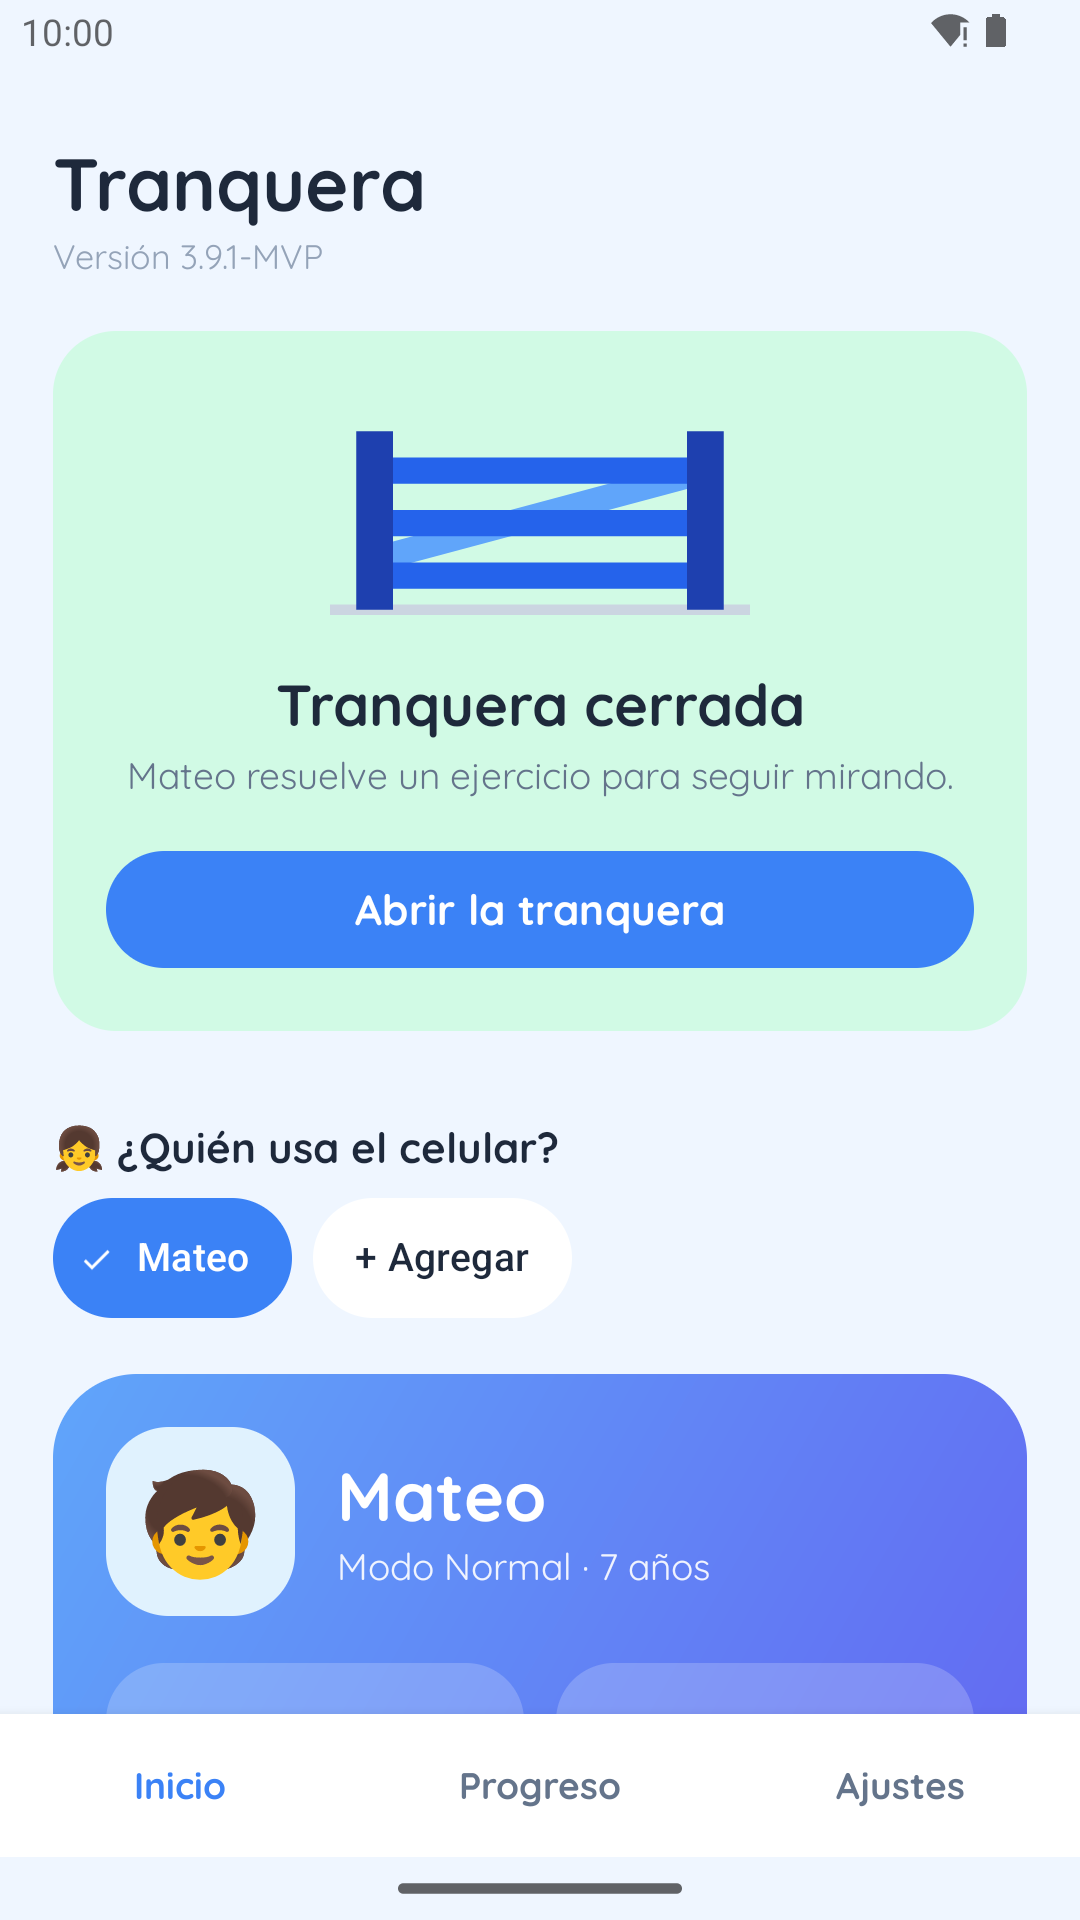 10:00
Tranquera
Versión 3.9.1-MVP
Tranquera cerrada
Mateo resuelve un ejercicio para seguir mirando.
Abrir la tranquera
¿Quién usa el celular?
Mateo
+ Agregar
Mateo
Modo Normal · 7 años
Inicio
Progreso
Ajustes